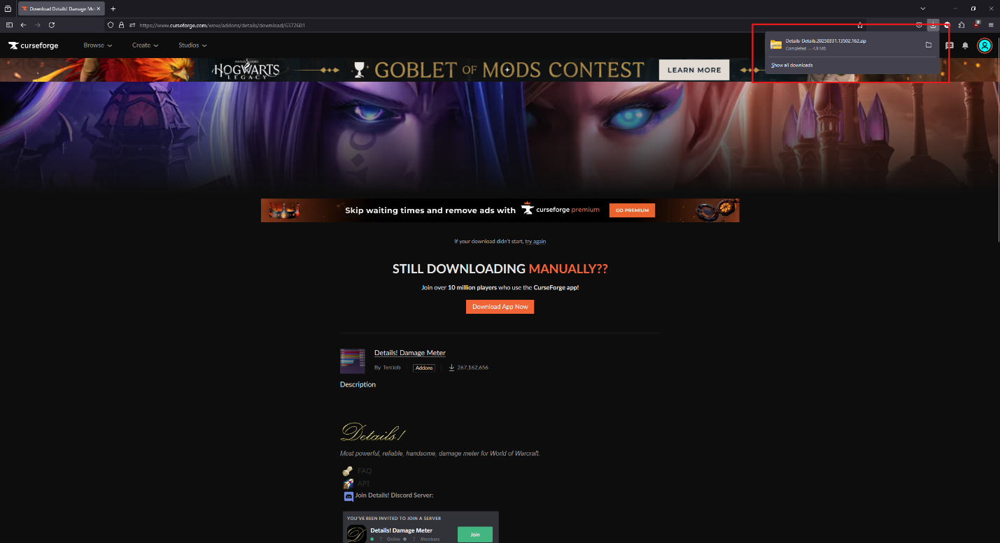 Download Details! Damage Me
https://www.curseforge.com/wow/addons/details/download/6372601
Details-Details.20250331.13502.162.zip
Completed — 4.9 MB
Show all downloads
CURSEFORGE
Browse
Create
Studios
HOGWARTS
LEGACY
GOBLET OF MODS CONTEST
LEARN MORE
Skip waiting times and remove ads with
curseforge premium
GO PREMIUM
If your download didn't start, try again
STILL DOWNLOADING MANUALLY??
Join over 10 million players who use the CurseForge app!
Download App Now
Details! Damage Meter
By Terciob
Addons
267,162,656
Description
Details!
Most powerful, reliable, handsome, damage meter for World of Warcraft.
FAQ
API
Join Details! Discord Server:
YOU'VE BEEN INVITED TO JOIN A SERVER
Details! Damage Meter
? Online ? Members
Join